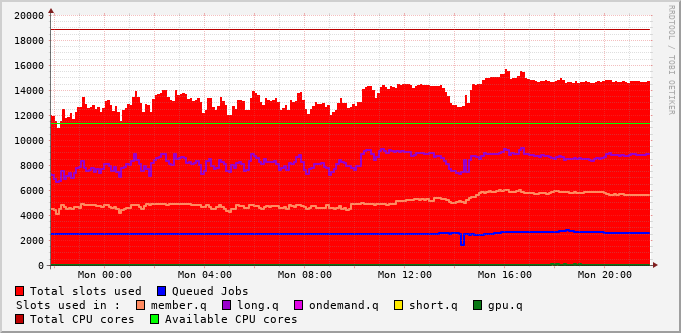 20000
18000
16000
14000
12000
10000
8000
6000
4000
2000
0
Mon 00:00 Mon 04:00 Mon 08:00 Mon 12:00 Mon 16:00 Mon 20:00
RRDTOOL / TOBI OETIKER
Total slots used Queued Jobs
Slots used in : member.q long.q ondemand.q short.q gpu.q
Total CPU cores Available CPU cores